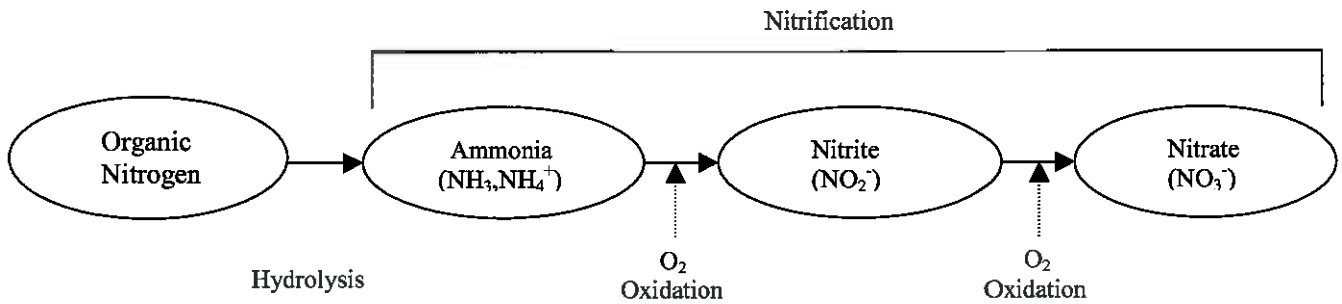 Nitrification
Organic
Nitrogen
Ammonia
(NH₃,NH₄⁺)
Nitrite
(NO₂⁻)
Nitrate
(NO₃⁻)
Hydrolysis
O₂
Oxidation
O₂
Oxidation